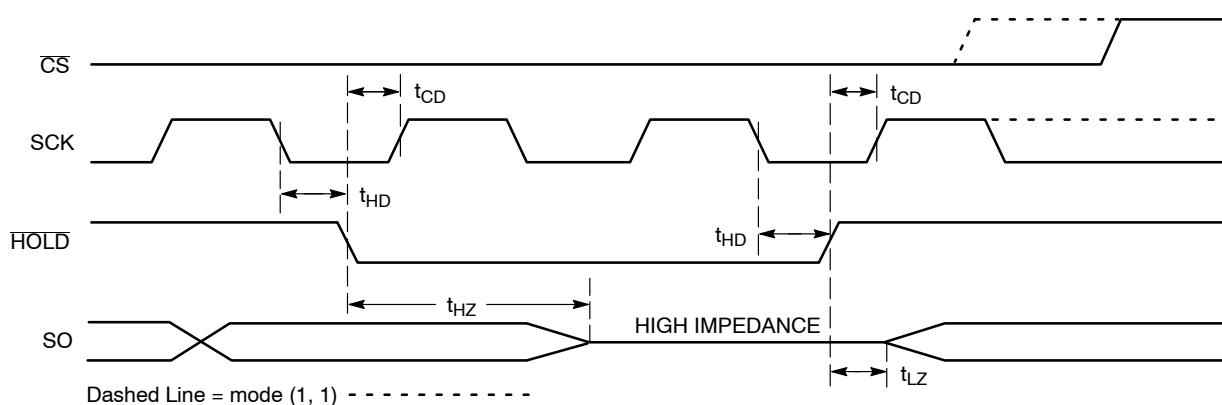 CS
tCD
tCD
SCK
tHD
HOLD
tHD
tHZ
HIGH IMPEDANCE
SO
tLZ
Dashed Line = mode (1, 1)